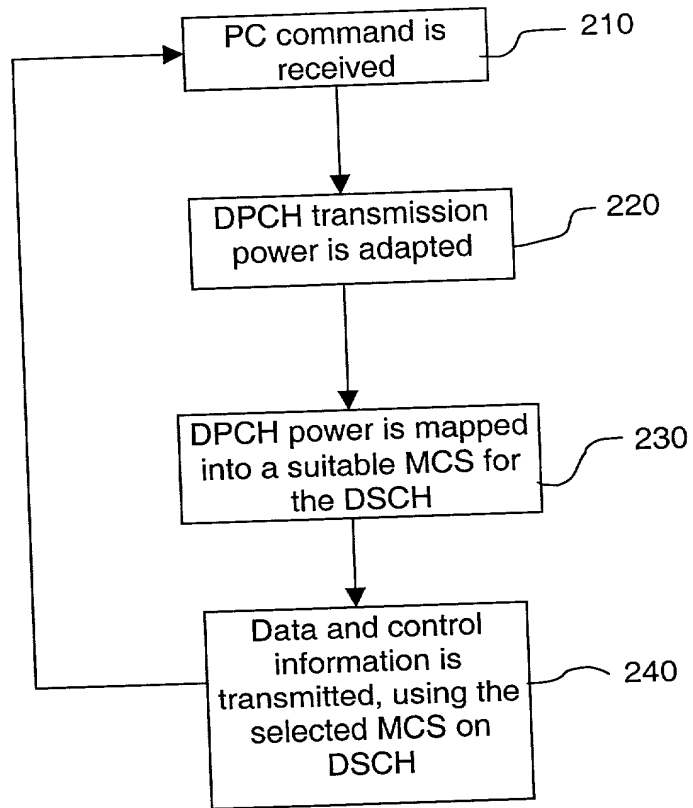 PC command is
received
210
DPCH transmission
power is adapted
220
DPCH power is mapped
into a suitable MCS for
the DSCH
230
Data and control
information is
transmitted, using the
selected MCS on
DSCH
240